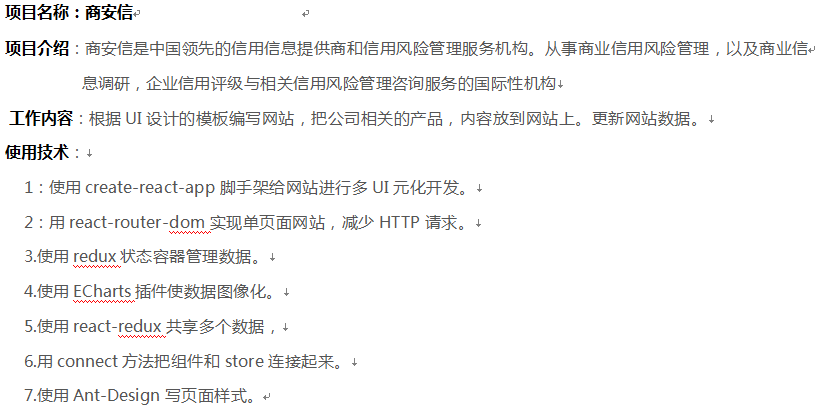 项目名称：商安信
项目介绍：商安信是中国领先的信用信息提供商和信用风险管理服务机构。从事商业信用风险管理，以及商业信
息调研，企业信用评级与相关信用风险管理咨询服务的国际性机构
工作内容：根据 UI 设计的模板编写网站，把公司相关的产品，内容放到网站上。更新网站数据。
使用技术：
1：使用 create-react-app 脚手架给网站进行多 UI 元化开发。
2：用 react-router-dom 实现单页面网站，减少 HTTP 请求。
3.使用 redux 状态容器管理数据。
4.使用 ECharts 插件使数据图像化。
5.使用 react-redux 共享多个数据，
6.用 connect 方法把组件和 store 连接起来。
7.使用 Ant-Design 写页面样式。